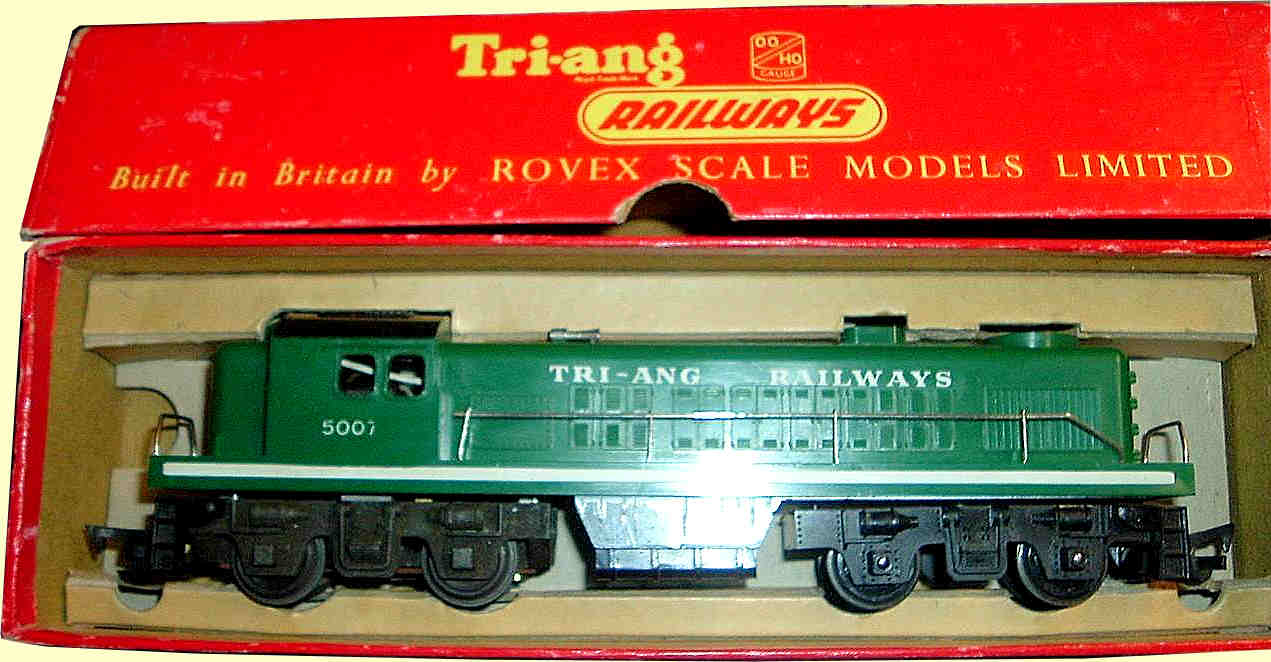 Tri-ang
OO
HO
GAUGE
RAILWAYS
Built in Britain by ROVEX SCALE MODELS LIMITED
TRI-ANG RAILWAYS
5007